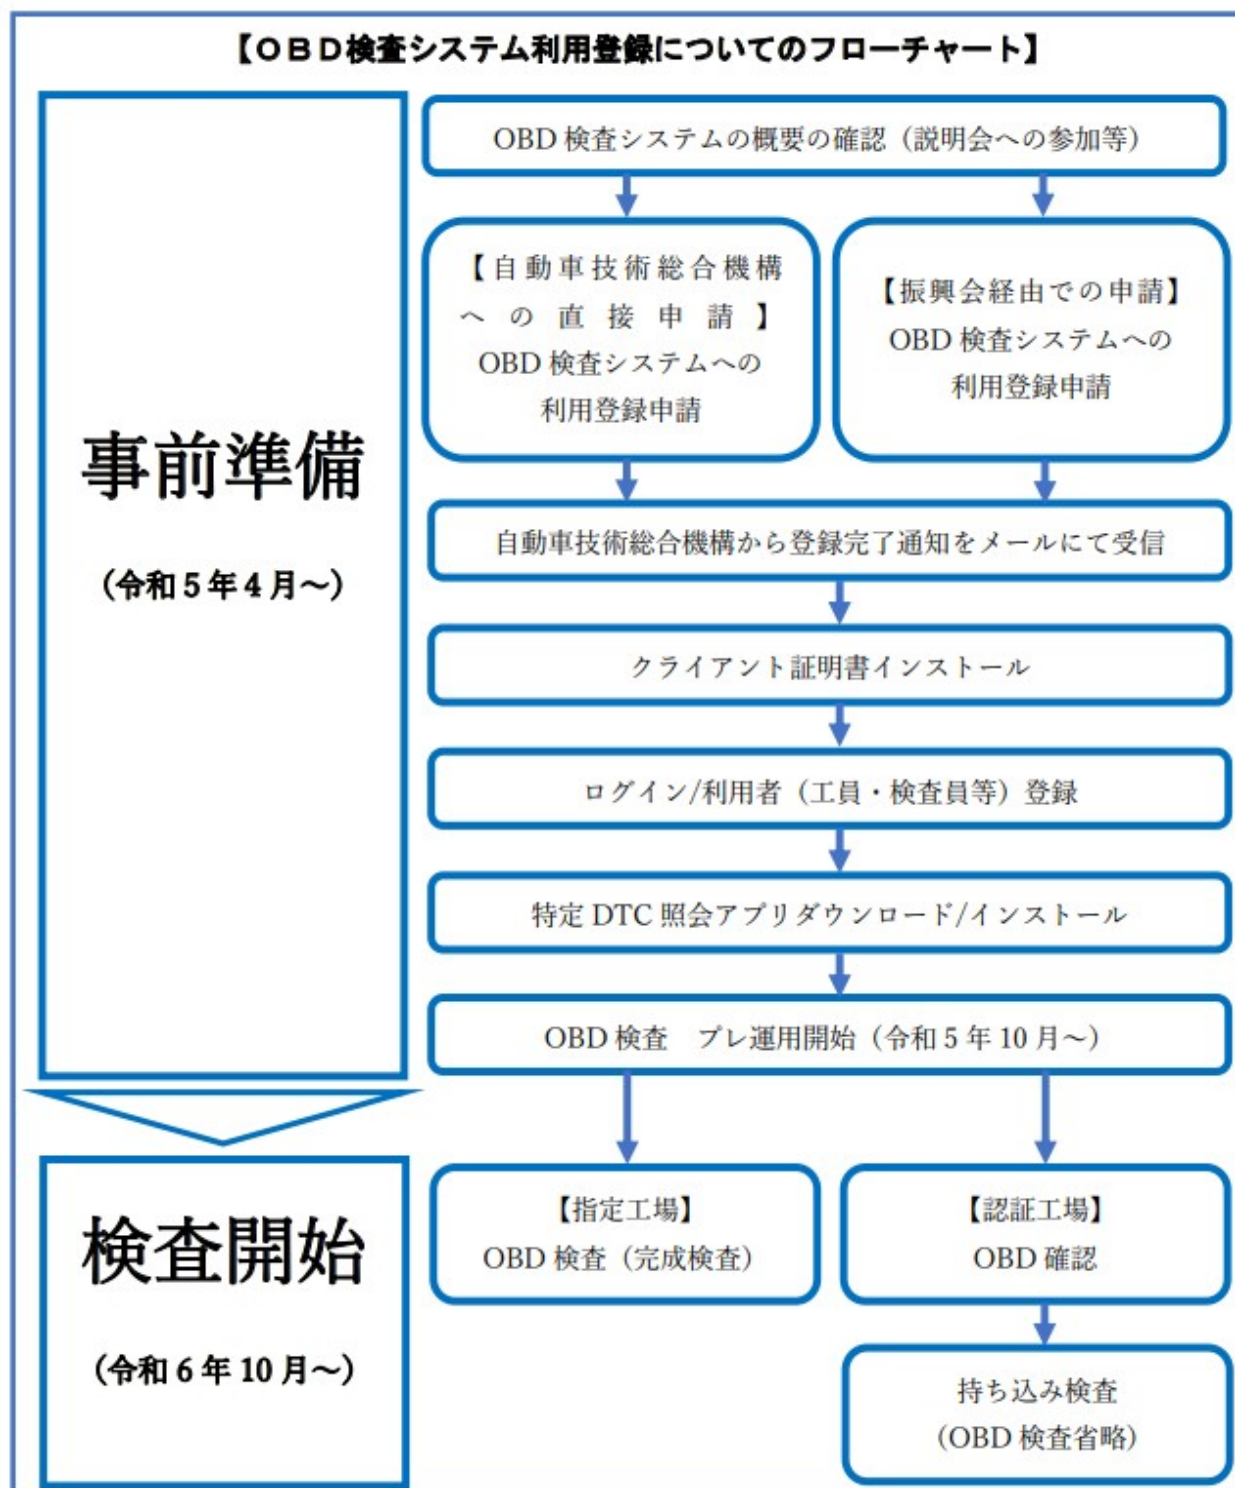 【ＯＢＤ検査システム利用登録についてのフローチャート】
事前準備
（令和５年４月～）
OBD 検査システムの概要の確認（説明会への参加等）
【自動車技術総合機構
への直接申請】
OBD 検査システムへの
利用登録申請
【振興会経由での申請】
OBD 検査システムへの
利用登録申請
自動車技術総合機構から登録完了通知をメールにて受信
クライアント証明書インストール
ログイン/利用者（工員・検査員等）登録
特定 DTC 照会アプリダウンロード/インストール
OBD 検査　プレ運用開始（令和 5 年 10 月～）
検査開始
（令和 6 年 10 月～）
【指定工場】
OBD 検査（完成検査）
【認証工場】
OBD 確認
持ち込み検査
（OBD 検査省略）